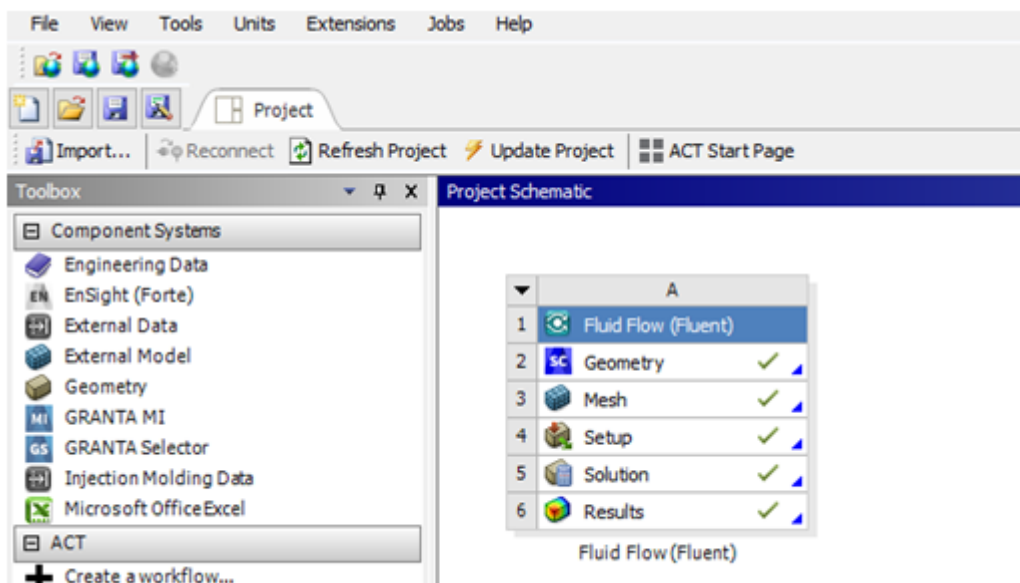 File View Tools Units Extensions Jobs Help
Project
Import... Reconnect Refresh Project Update Project ACT Start Page
Toolbox
Component Systems
Engineering Data
EN EnSight (Forte)
External Data
External Model
Geometry
MI GRANTA MI
GS GRANTA Selector
Injection Molding Data
Microsoft Office Excel
ACT
Create a workflow...
Project Schematic
A
1 Fluid Flow (Fluent)
2 SC Geometry
3 Mesh
4 Setup
5 Solution
6 Results
Fluid Flow (Fluent)